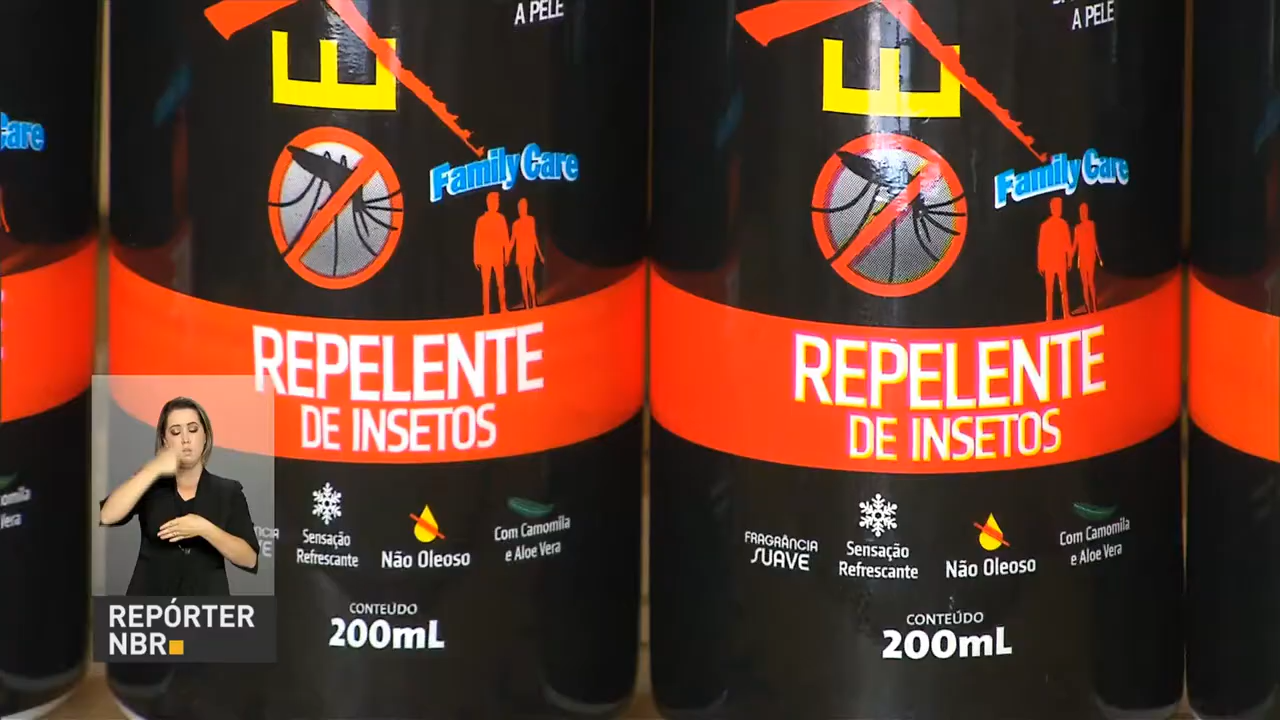 A PELE
E
Family Care
REPELENTE
DE INSETOS
Sensação
Refrescante
Não Oleoso
Com Camomila
e Aloe Vera
CONTEÚDO
200mL
A PELE
E
Family Care
REPELENTE
DE INSETOS
FRAGRÂNCIA
SUAVE
Sensação
Refrescante
Não Oleoso
Com Camomila
e Aloe Vera
CONTEÚDO
200mL
Care
REPÓRTER
NBR